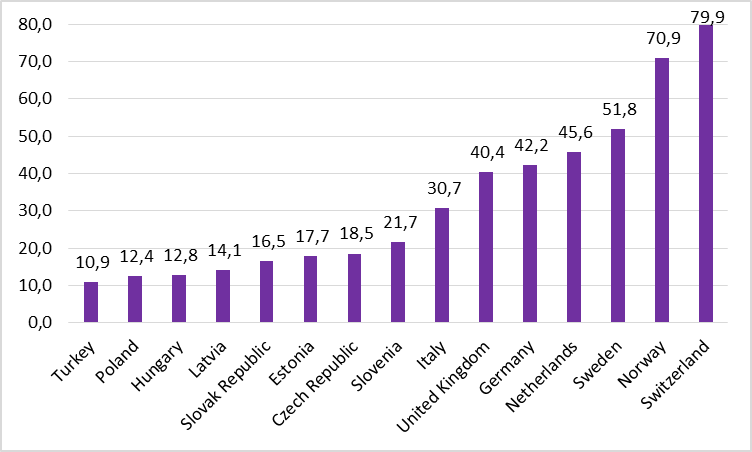 80,0
70,0
60,0
50,0
40,0
30,0
20,0
10,0
0,0
10,9
12,4
12,8
14,1
16,5
17,7
18,5
21,7
30,7
40,4
42,2
45,6
51,8
70,9
79,9
Turkey
Poland
Hungary
Latvia
Slovak Republic
Estonia
Czech Republic
Slovenia
Italy
United Kingdom
Germany
Netherlands
Sweden
Norway
Switzerland